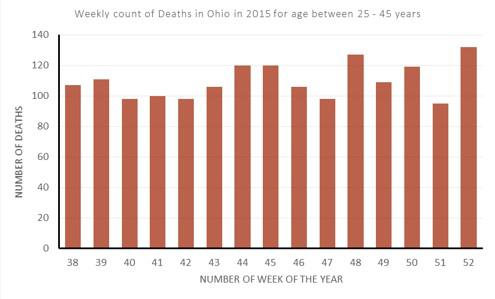 Weekly count of Deaths in Ohio in 2015 for age between 25 - 45 years
140
120
100
80
60
40
20
0
NUMBER OF DEATHS
38 39 40 41 42 43 44 45 46 47 48 49 50 51 52
NUMBER OF WEEK OF THE YEAR